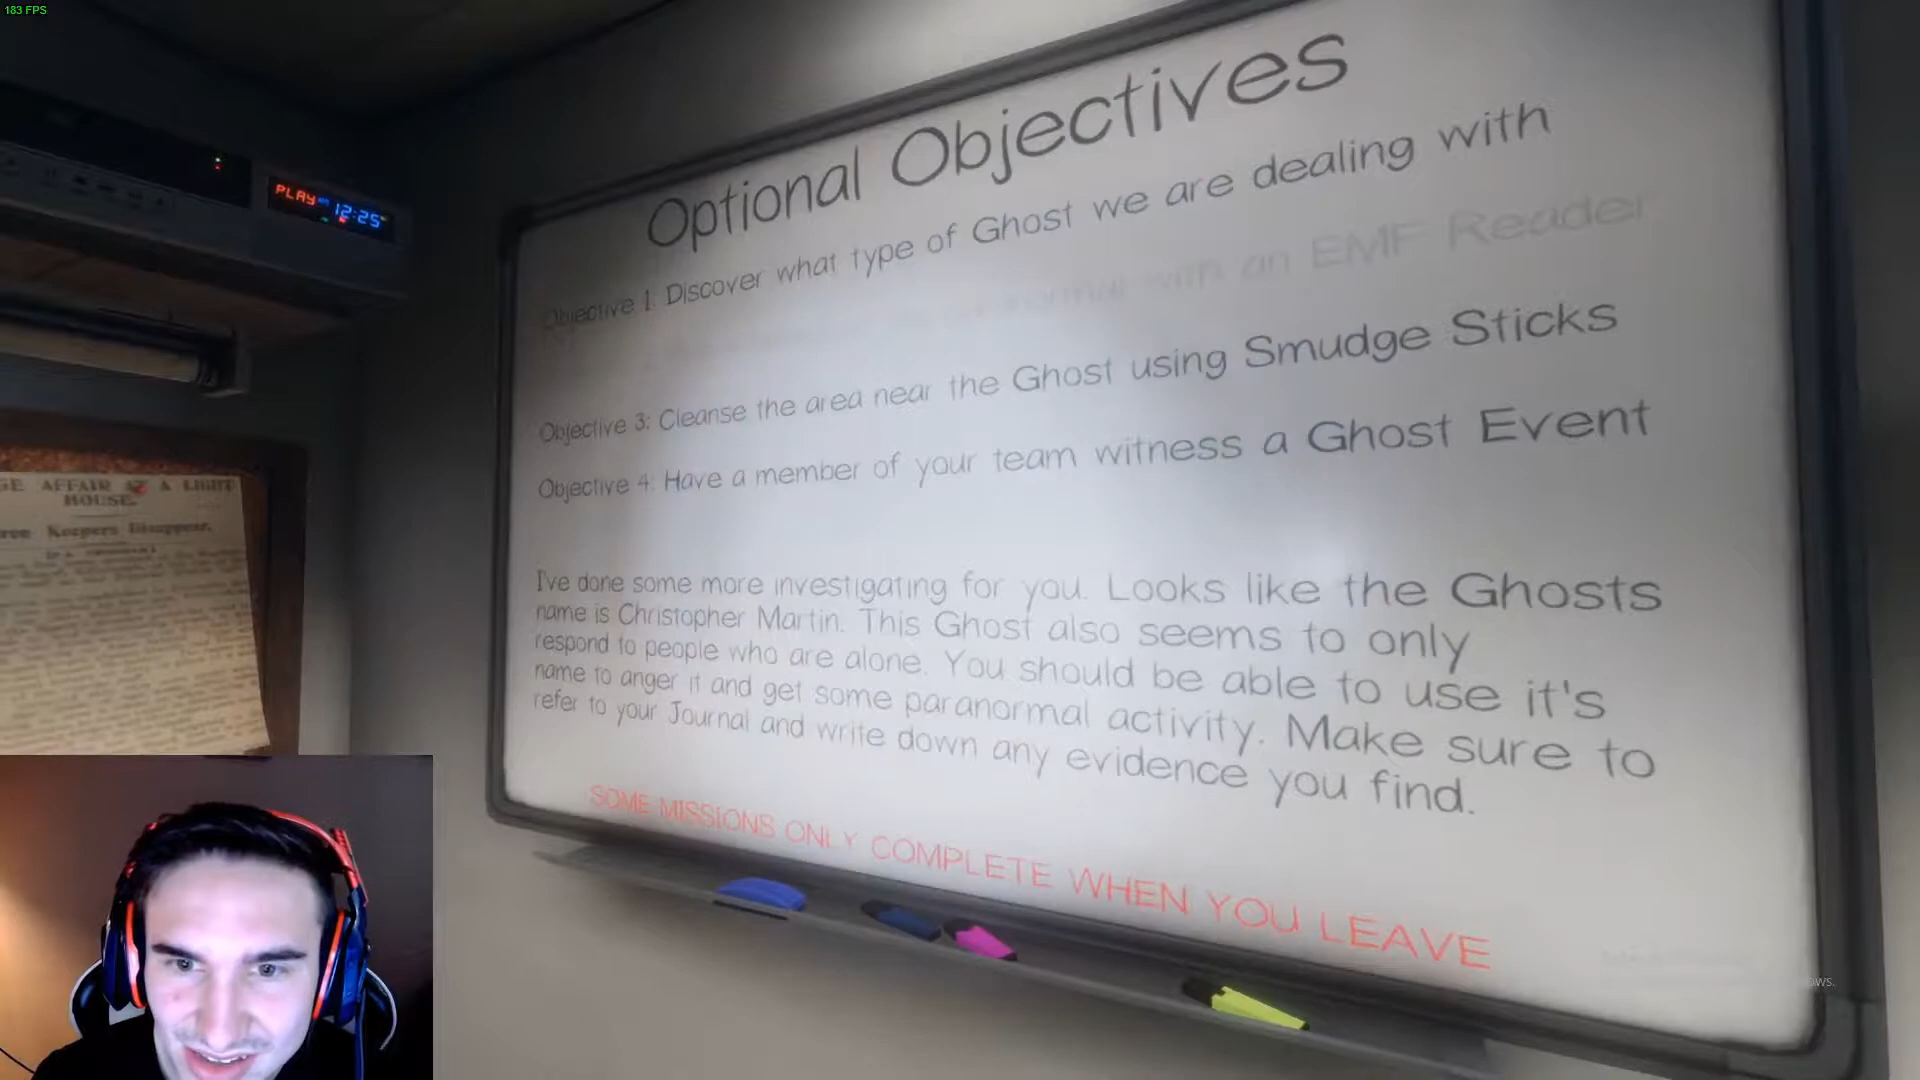 183 FPS
Optional Objectives
Objective 1: Discover what type of Ghost we are dealing with
with an EMF Reader
Objective 3: Cleanse the area near the Ghost using Smudge Sticks
Objective 4: Have a member of your team witness a Ghost Event
I've done some more investigating for you. Looks like the Ghosts
name is Christopher Martin. This Ghost also seems to only
respond to people who are alone. You should be able to use it's
name to anger it and get some paranormal activity. Make sure to
refer to your Journal and write down any evidence you find.
SOME MISSIONS ONLY COMPLETE WHEN YOU LEAVE
PLAY 12:25
AFFAIR AT A LIGHT
HOUSE.
Keepers Disappear.